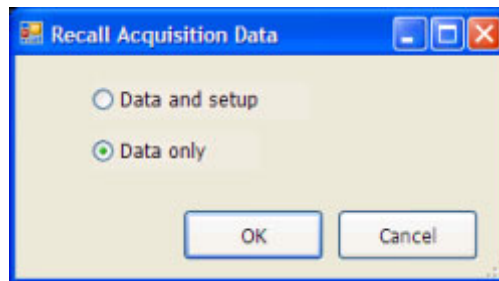 Recall Acquisition Data
Data and setup
Data only
OK Cancel